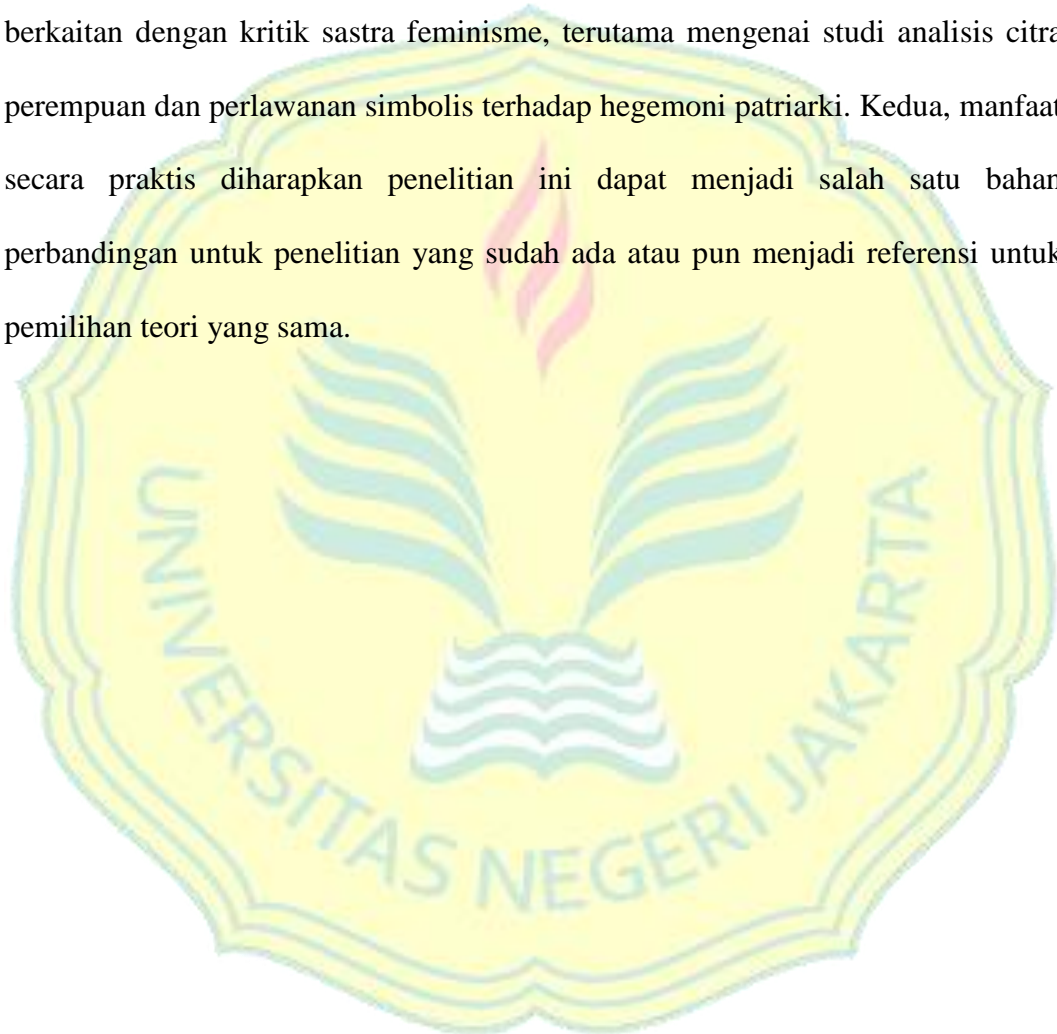 berkaitan dengan kritik sastra feminisme, terutama mengenai studi analisis citra
perempuan dan perlawanan simbolis terhadap hegemoni patriarki. Kedua, manfaat
secara praktis diharapkan penelitian ini dapat menjadi salah satu bahan
perbandingan untuk penelitian yang sudah ada atau pun menjadi referensi untuk
pemilihan teori yang sama.
UNIVERSITAS NEGERI JAKARTA